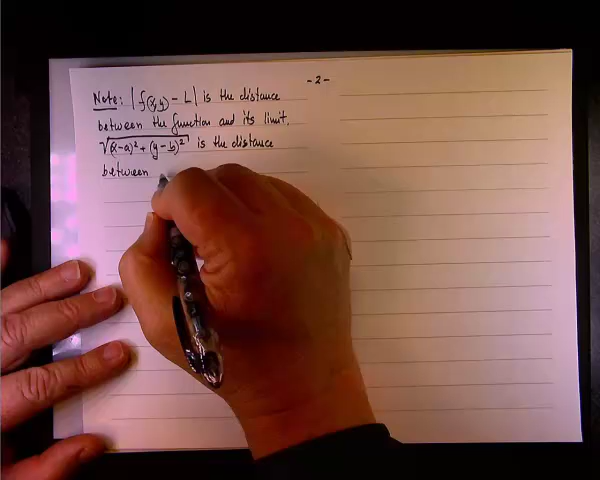 -2-
Note: |f(x,y) - L| is the distance
between the function and its limit.
√(x-a)² + (y-b)² is the distance
between